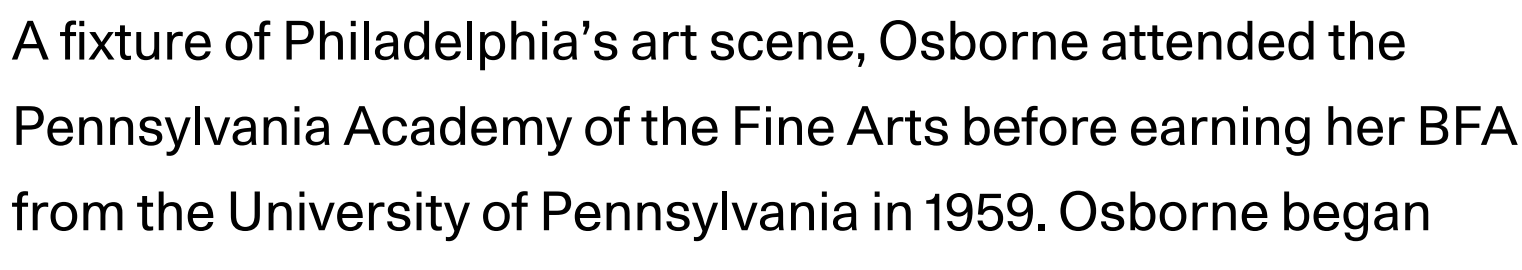 A fixture of Philadelphia’s art scene, Osborne attended the
Pennsylvania Academy of the Fine Arts before earning her BFA
from the University of Pennsylvania in 1959. Osborne began